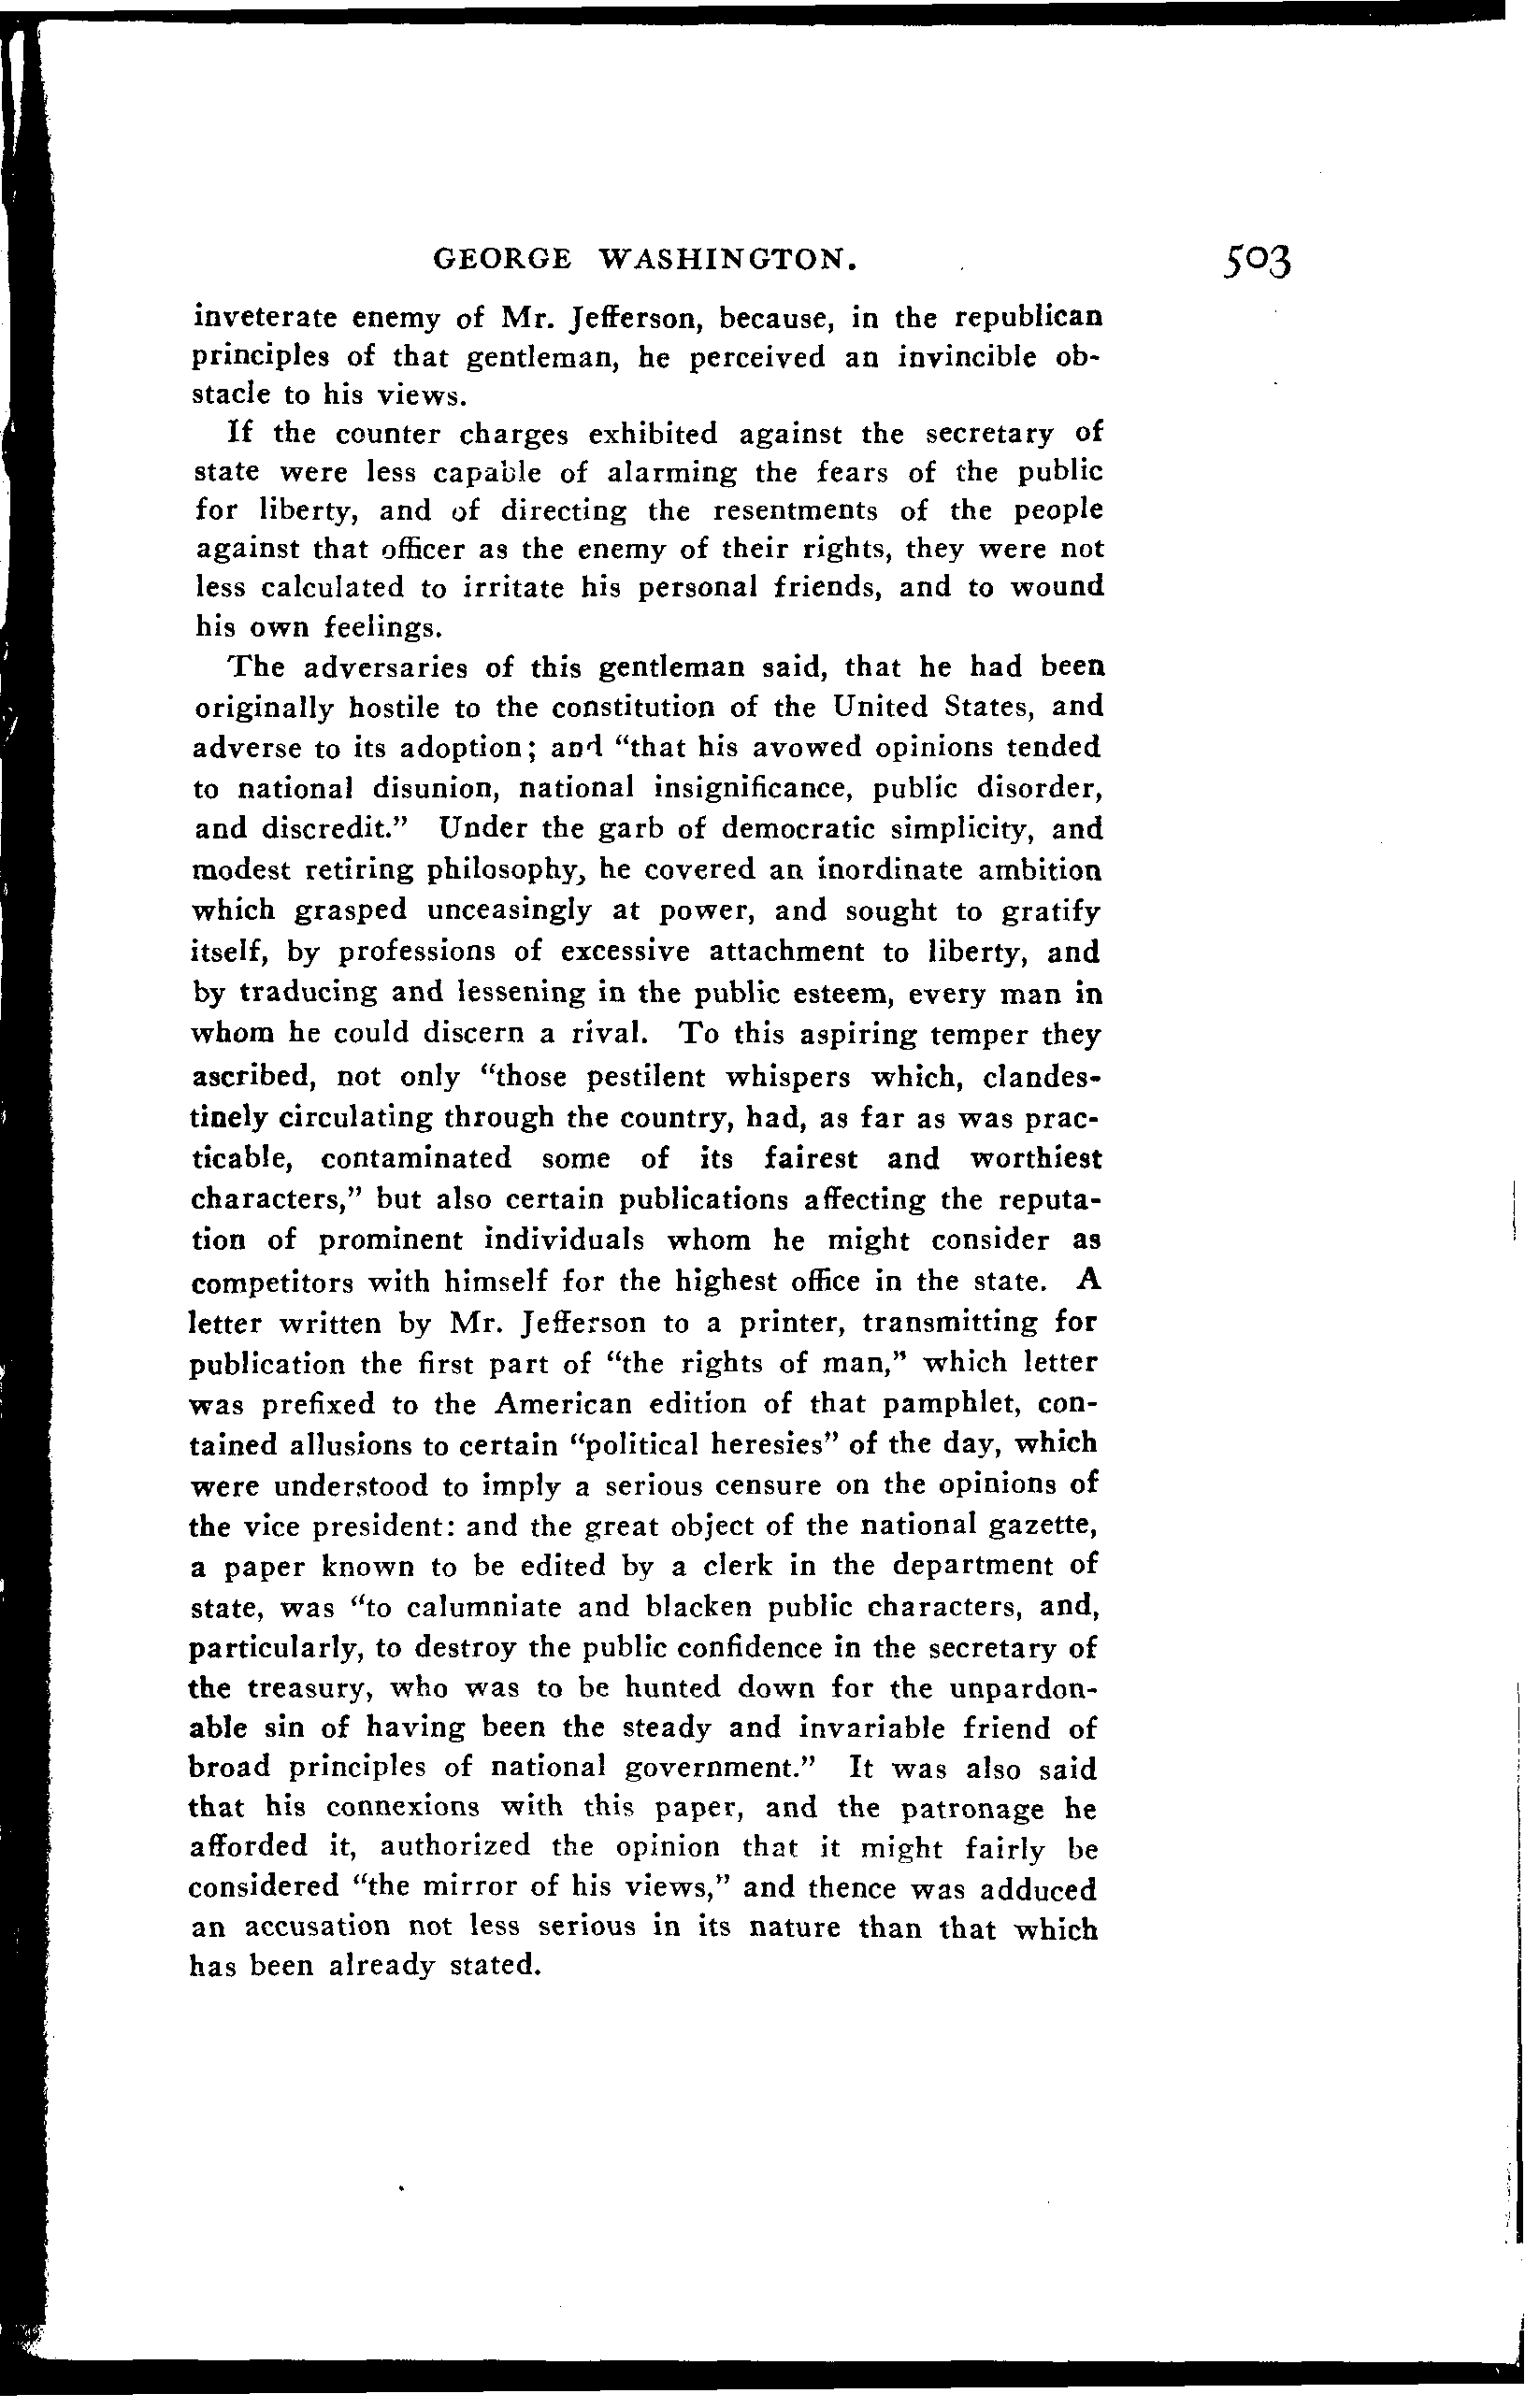 GEORGE WASHINGTON. 503
inveterate enemy of Mr. Jefferson, because, in the republican
principles of that gentleman, he perceived an invincible ob-
stacle to his views.
If the counter charges exhibited against the secretary of
state were less capable of alarming the fears of the public
for liberty, and of directing the resentments of the people
against that officer as the enemy of their rights, they were not
less calculated to irritate his personal friends, and to wound
his own feelings.
The adversaries of this gentleman said, that he had been
originally hostile to the constitution of the United States, and
adverse to its adoption; and "that his avowed opinions tended
to national disunion, national insignificance, public disorder,
and discredit." Under the garb of democratic simplicity, and
modest retiring philosophy, he covered an inordinate ambition
which grasped unceasingly at power, and sought to gratify
itself, by professions of excessive attachment to liberty, and
by traducing and lessening in the public esteem, every man in
whom he could discern a rival. To this aspiring temper they
ascribed, not only "those pestilent whispers which, clandes-
tinely circulating through the country, had, as far as was prac-
ticable, contaminated some of its fairest and worthiest
characters," but also certain publications affecting the reputa-
tion of prominent individuals whom he might consider as
competitors with himself for the highest office in the state. A
letter written by Mr. Jefferson to a printer, transmitting for
publication the first part of "the rights of man," which letter
was prefixed to the American edition of that pamphlet, con-
tained allusions to certain "political heresies" of the day, which
were understood to imply a serious censure on the opinions of
the vice president: and the great object of the national gazette,
a paper known to be edited by a clerk in the department of
state, was "to calumniate and blacken public characters, and,
particularly, to destroy the public confidence in the secretary of
the treasury, who was to be hunted down for the unpardon-
able sin of having been the steady and invariable friend of
broad principles of national government." It was also said
that his connexions with this paper, and the patronage he
afforded it, authorized the opinion that it might fairly be
considered "the mirror of his views," and thence was adduced
an accusation not less serious in its nature than that which
has been already stated.